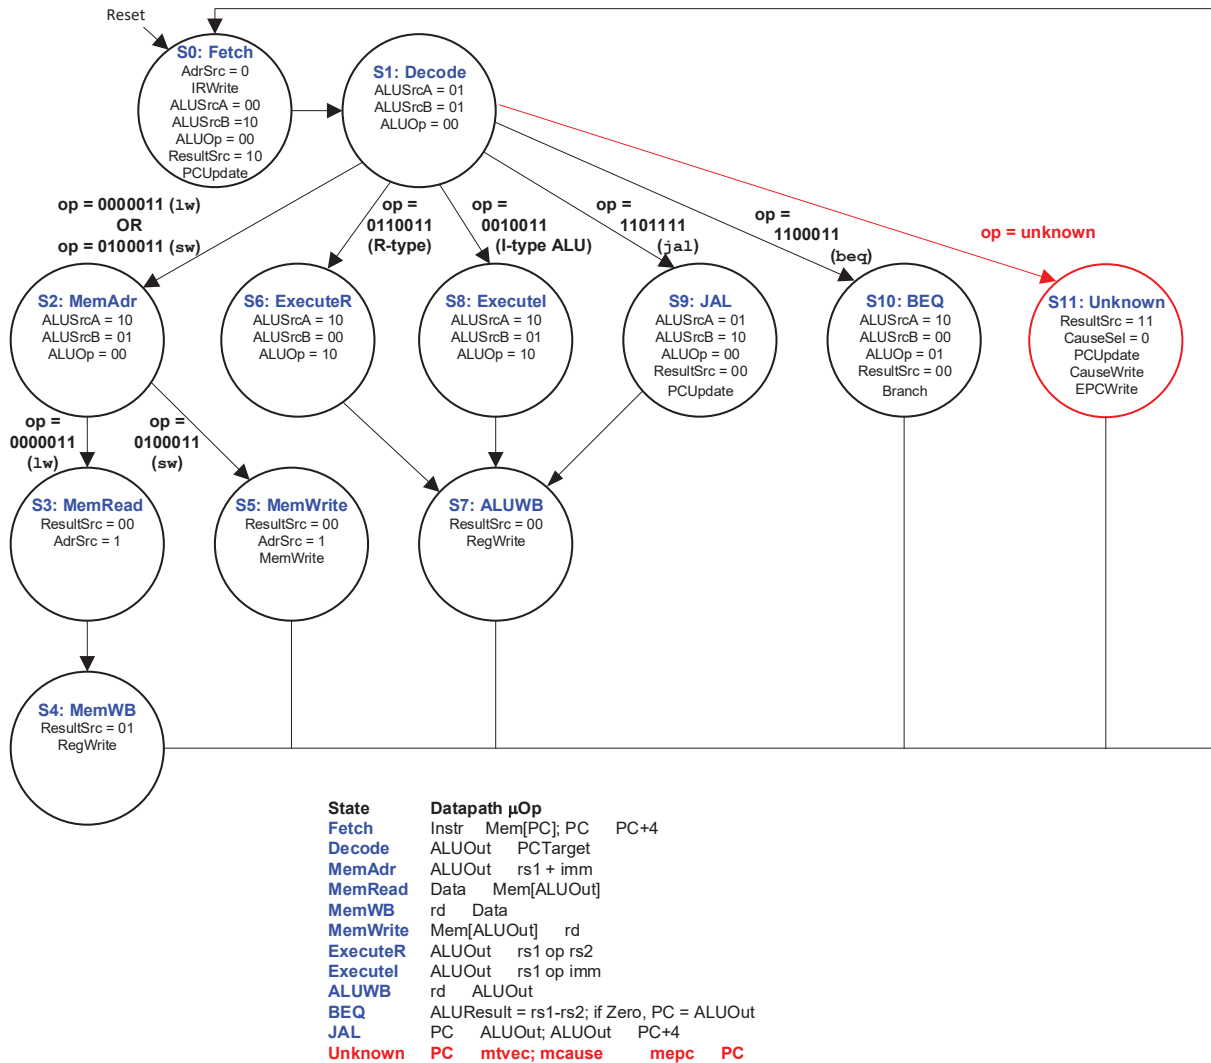 Reset
S0: Fetch
AdrSrc = 0
IRWrite
ALUSrcA = 00
ALUSrcB =10
ALUOp = 00
ResultSrc = 10
PCUpdate
S1: Decode
ALUSrcA = 01
ALUSrcB = 01
ALUOp = 00
op = 0000011 (lw)
OR
op = 0100011 (sw)
op =
0110011
(R-type)
op =
0010011
(I-type ALU)
op =
1101111
(jal)
op =
1100011
(beq)
op = unknown
S2: MemAdr
ALUSrcA = 10
ALUSrcB = 01
ALUOp = 00
S6: ExecuteR
ALUSrcA = 10
ALUSrcB = 00
ALUOp = 10
S8: ExecuteI
ALUSrcA = 10
ALUSrcB = 01
ALUOp = 10
S9: JAL
ALUSrcA = 01
ALUSrcB = 10
ALUOp = 00
ResultSrc = 00
PCUpdate
S10: BEQ
ALUSrcA = 10
ALUSrcB = 00
ALUOp = 01
ResultSrc = 00
Branch
S11: Unknown
ResultSrc = 11
CauseSel = 0
PCUpdate
CauseWrite
EPCWrite
op =
0000011
(lw)
op =
0100011
(sw)
S3: MemRead
ResultSrc = 00
AdrSrc = 1
S5: MemWrite
ResultSrc = 00
AdrSrc = 1
MemWrite
S7: ALUWB
ResultSrc = 00
RegWrite
S4: MemWB
ResultSrc = 01
RegWrite
State Datapath µOp
Fetch Instr Mem[PC]; PC PC+4
Decode ALUOut PCTarget
MemAdr ALUOut rs1 + imm
MemRead Data Mem[ALUOut]
MemWB rd Data
MemWrite Mem[ALUOut] rd
ExecuteR ALUOut rs1 op rs2
ExecuteI ALUOut rs1 op imm
ALUWB rd ALUOut
BEQ ALUResult = rs1-rs2; if Zero, PC = ALUOut
JAL PC ALUOut; ALUOut PC+4
Unknown PC mtvec; mcause mepc PC